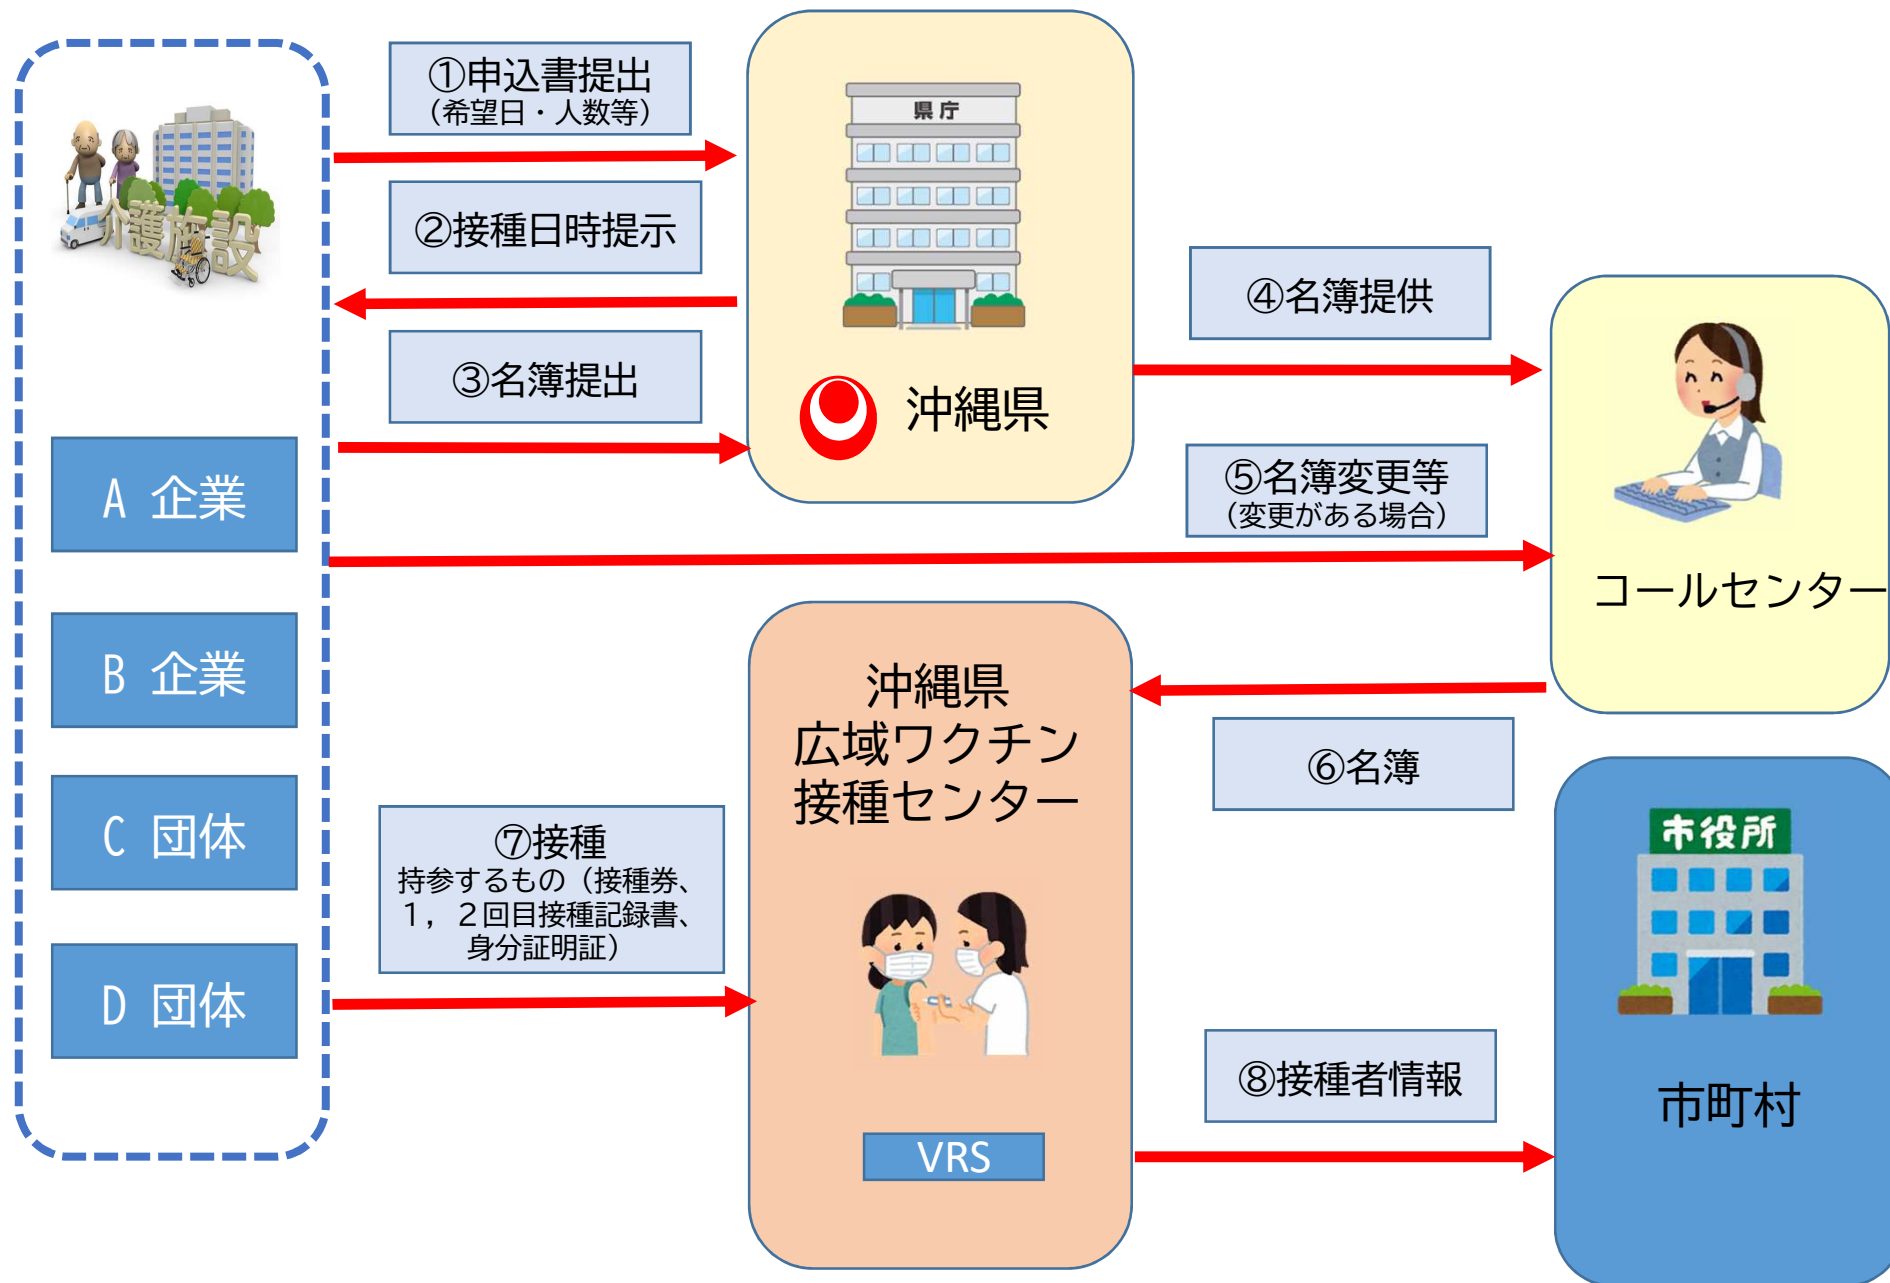 ①申込書提出
（希望日・人数等）
②接種日時提示
③名簿提出
介護施設
A 企業
B 企業
C 団体
D 団体
県庁
沖縄県
④名簿提供
⑤名簿変更等
（変更がある場合）
コールセンター
沖縄県
広域ワクチン
接種センター
⑥名簿
⑦接種
持参するもの（接種券、
１，２回目接種記録書、
身分証明証）
VRS
⑧接種者情報
市役所
市町村